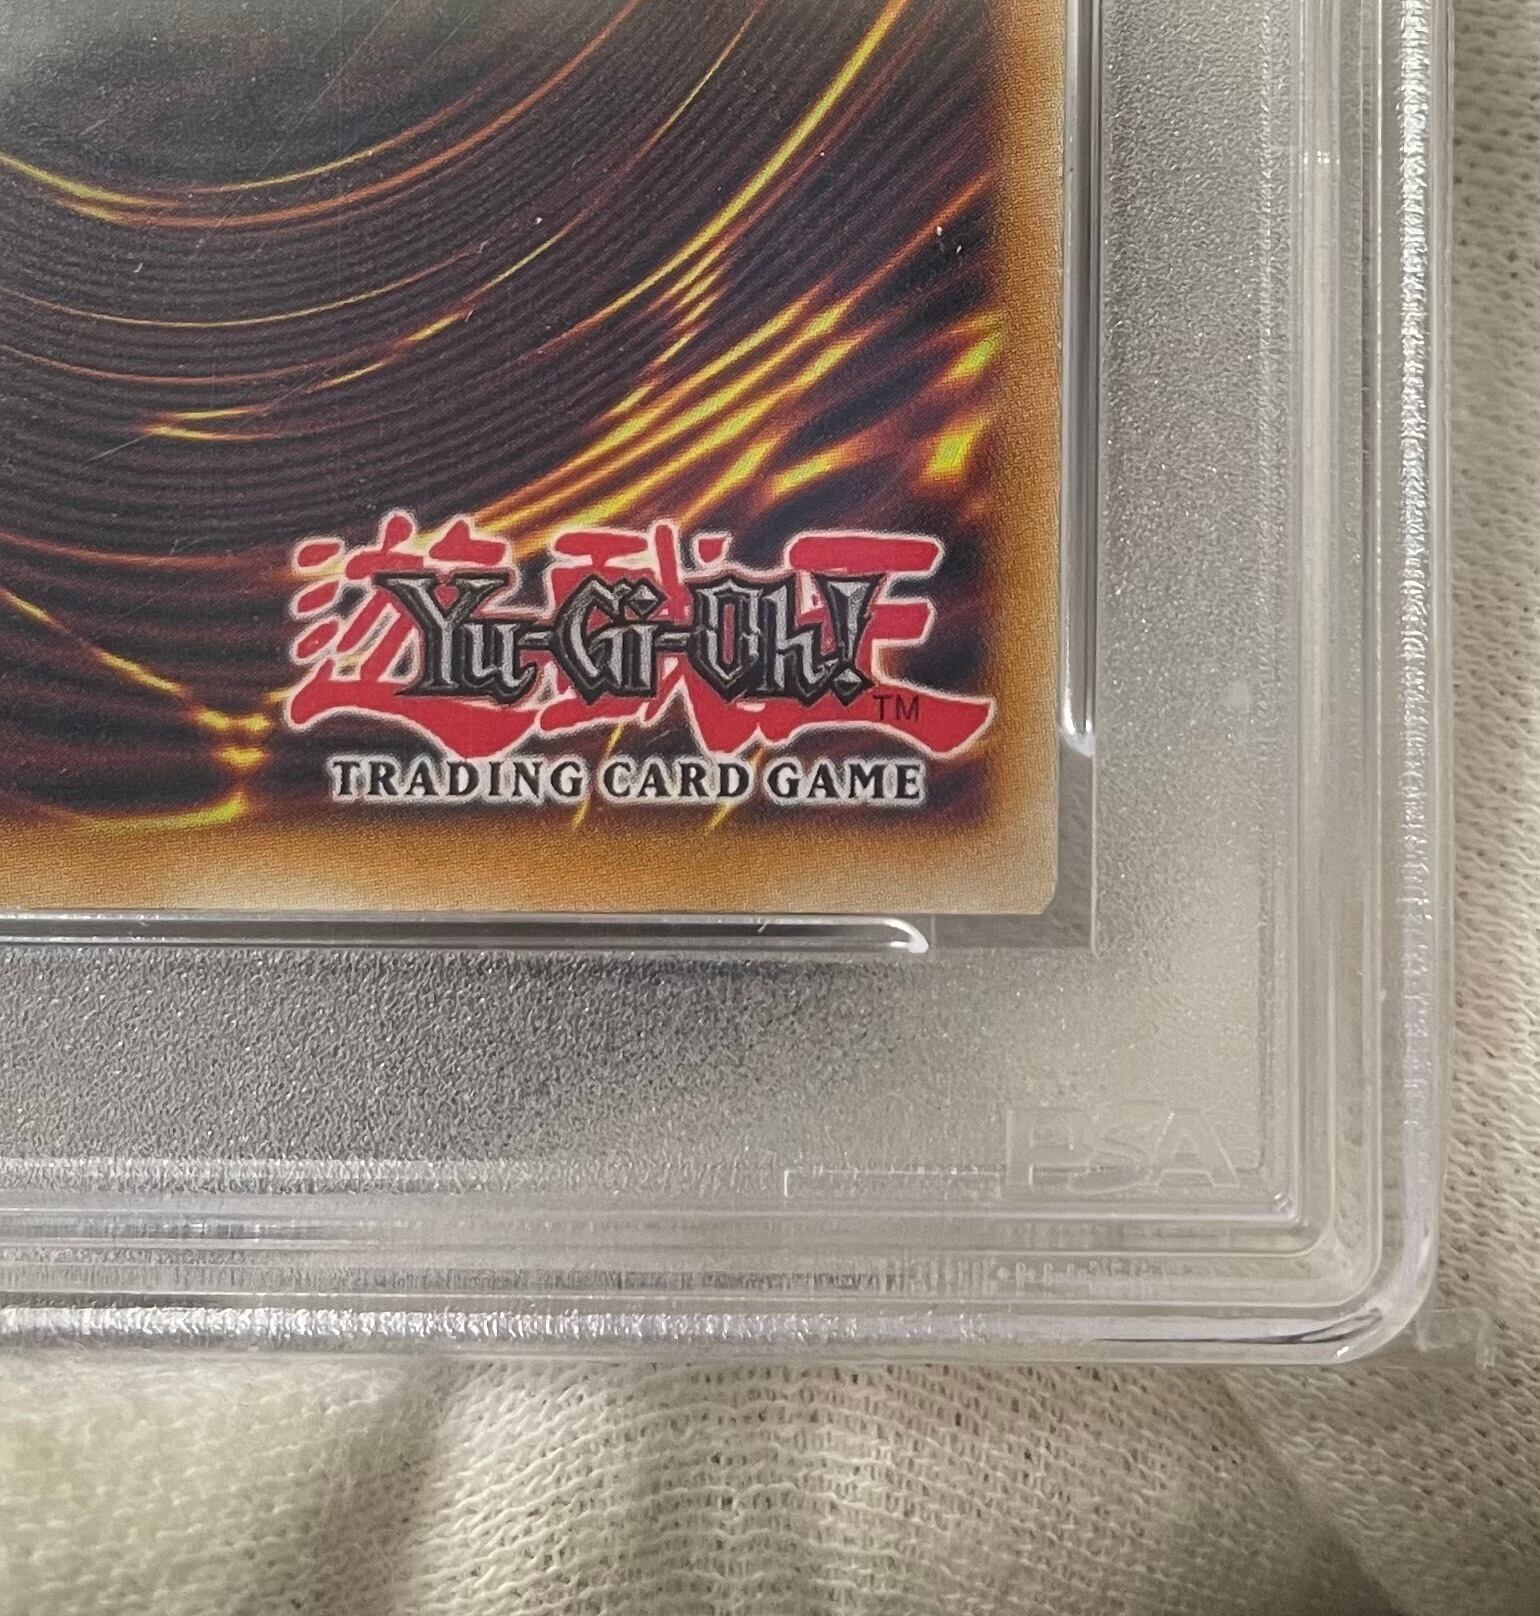 遊戯王
Yu-Gi-Oh!
TM
TRADING CARD GAME
PSA